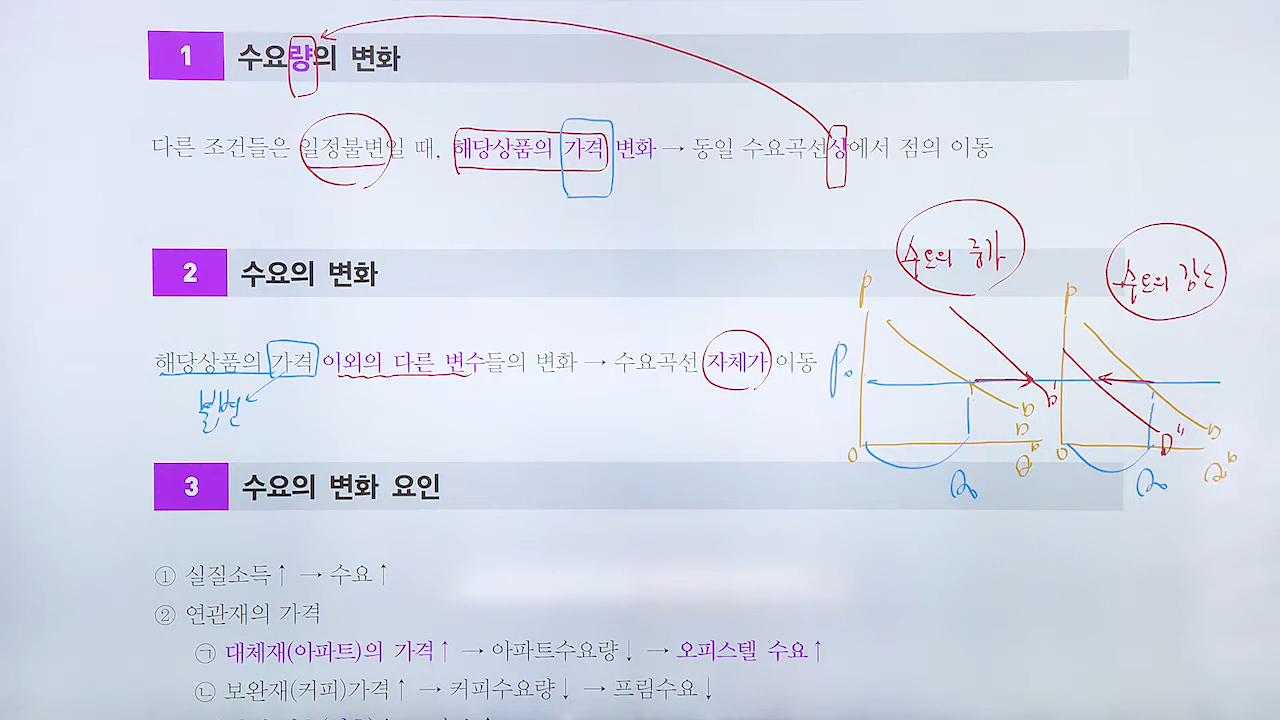 1 수요량의 변화
다른 조건들은 일정불변일 때, 해당상품의 가격 변화 → 동일 수요곡선상에서 점의 이동
2 수요의 변화
수요의 증가
수요의 감소
P
P
해당상품의 가격 이외의 다른 변수들의 변화 → 수요곡선 자체가 이동
불변
P₀
D'
D
D
D"
D
0
0
Q₀
Q₀
3 수요의 변화 요인
① 실질소득↑ → 수요↑
② 연관재의 가격
㉠ 대체재(아파트)의 가격↑ → 아파트수요량↓ → 오피스텔 수요↑
㉡ 보완재(커피)가격↑ → 커피수요량↓ → 프림수요↓